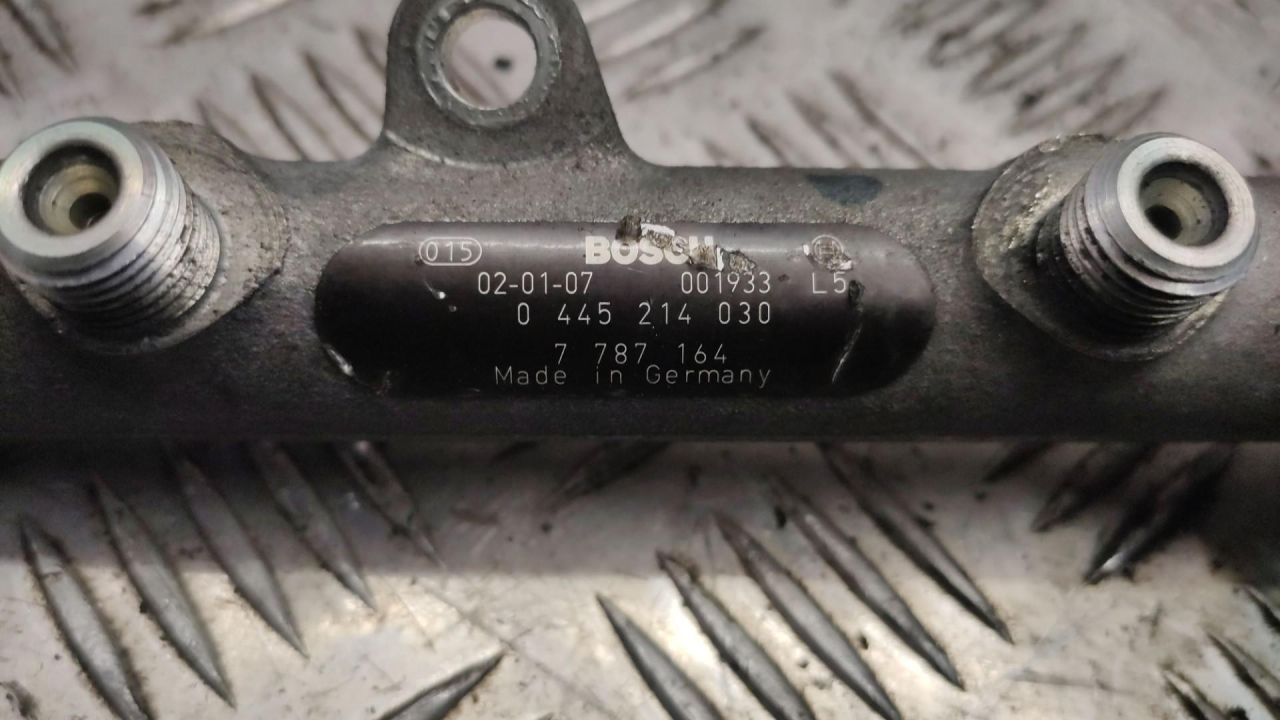 015 BOSCH
02-01-07 001933 L5
0 445 214 030
7 787 164
Made in Germany